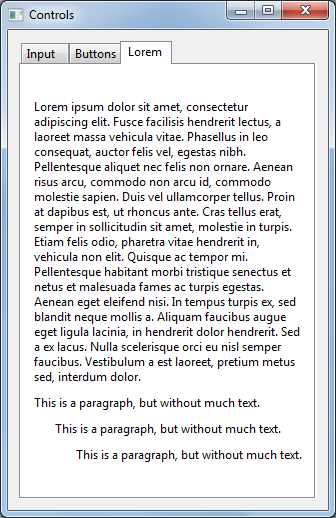 Controls
Input Buttons Lorem
Lorem ipsum dolor sit amet, consectetur
adipiscing elit. Fusce facilisis hendrerit lectus, a
laoreet massa vehicula vitae. Phasellus in leo
consequat, auctor felis vel, egestas nibh.
Pellentesque aliquet nec felis non ornare. Aenean
risus arcu, commodo non arcu id, commodo
molestie sapien. Duis vel ullamcorper tellus. Proin
at dapibus est, ut rhoncus ante. Cras tellus erat,
semper in sollicitudin sit amet, molestie in turpis.
Etiam felis odio, pharetra vitae hendrerit in,
vehicula non elit. Quisque ac tempor mi.
Pellentesque habitant morbi tristique senectus et
netus et malesuada fames ac turpis egestas.
Aenean eget eleifend nisi. In tempus turpis ex, sed
blandit neque mollis a. Aliquam faucibus augue
eget ligula lacinia, in hendrerit dolor hendrerit. Sed
a ex lacus. Nulla scelerisque orci eu nisl semper
faucibus. Vestibulum a est laoreet, pretium metus
sed, interdum dolor.
This is a paragraph, but without much text.
This is a paragraph, but without much text.
This is a paragraph, but without much text.